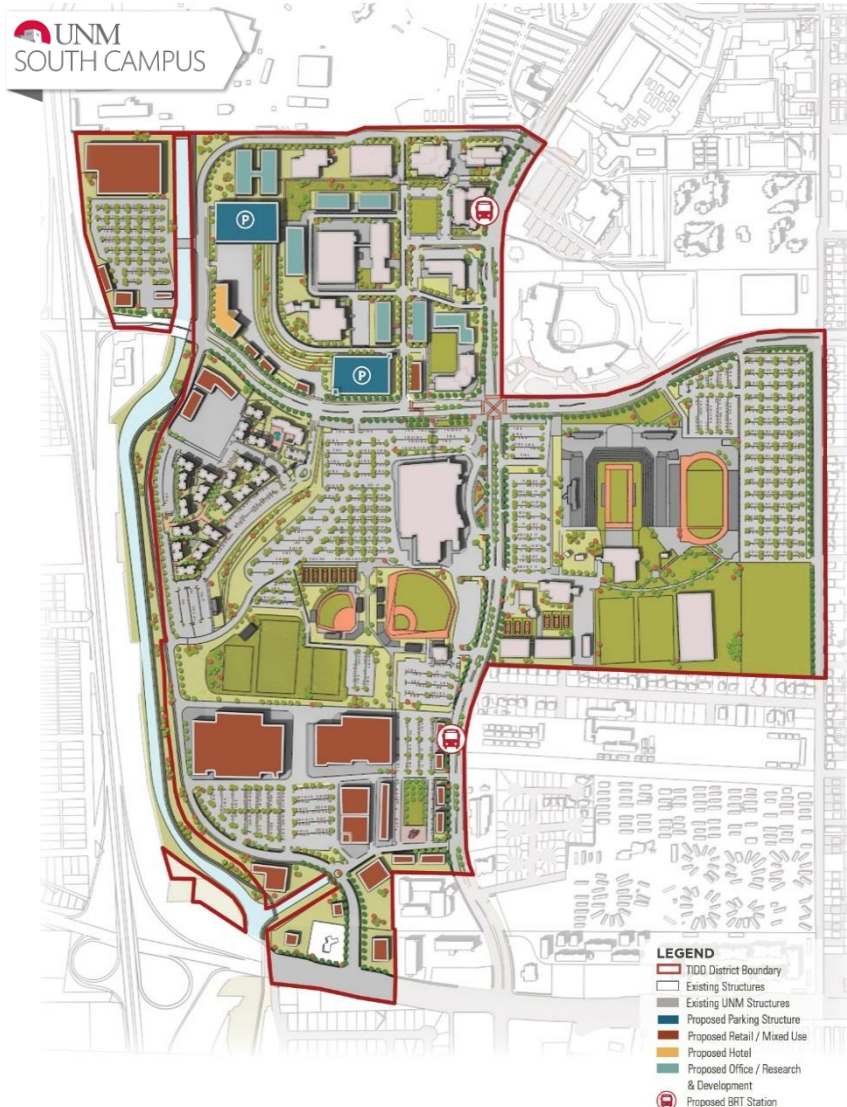 UNM
SOUTH CAMPUS
P
P
LEGEND
TIDD District Boundary
Existing Structures
Existing UNM Structures
Proposed Parking Structure
Proposed Retail / Mixed Use
Proposed Hotel
Proposed Office / Research
& Development
Proposed BRT Station